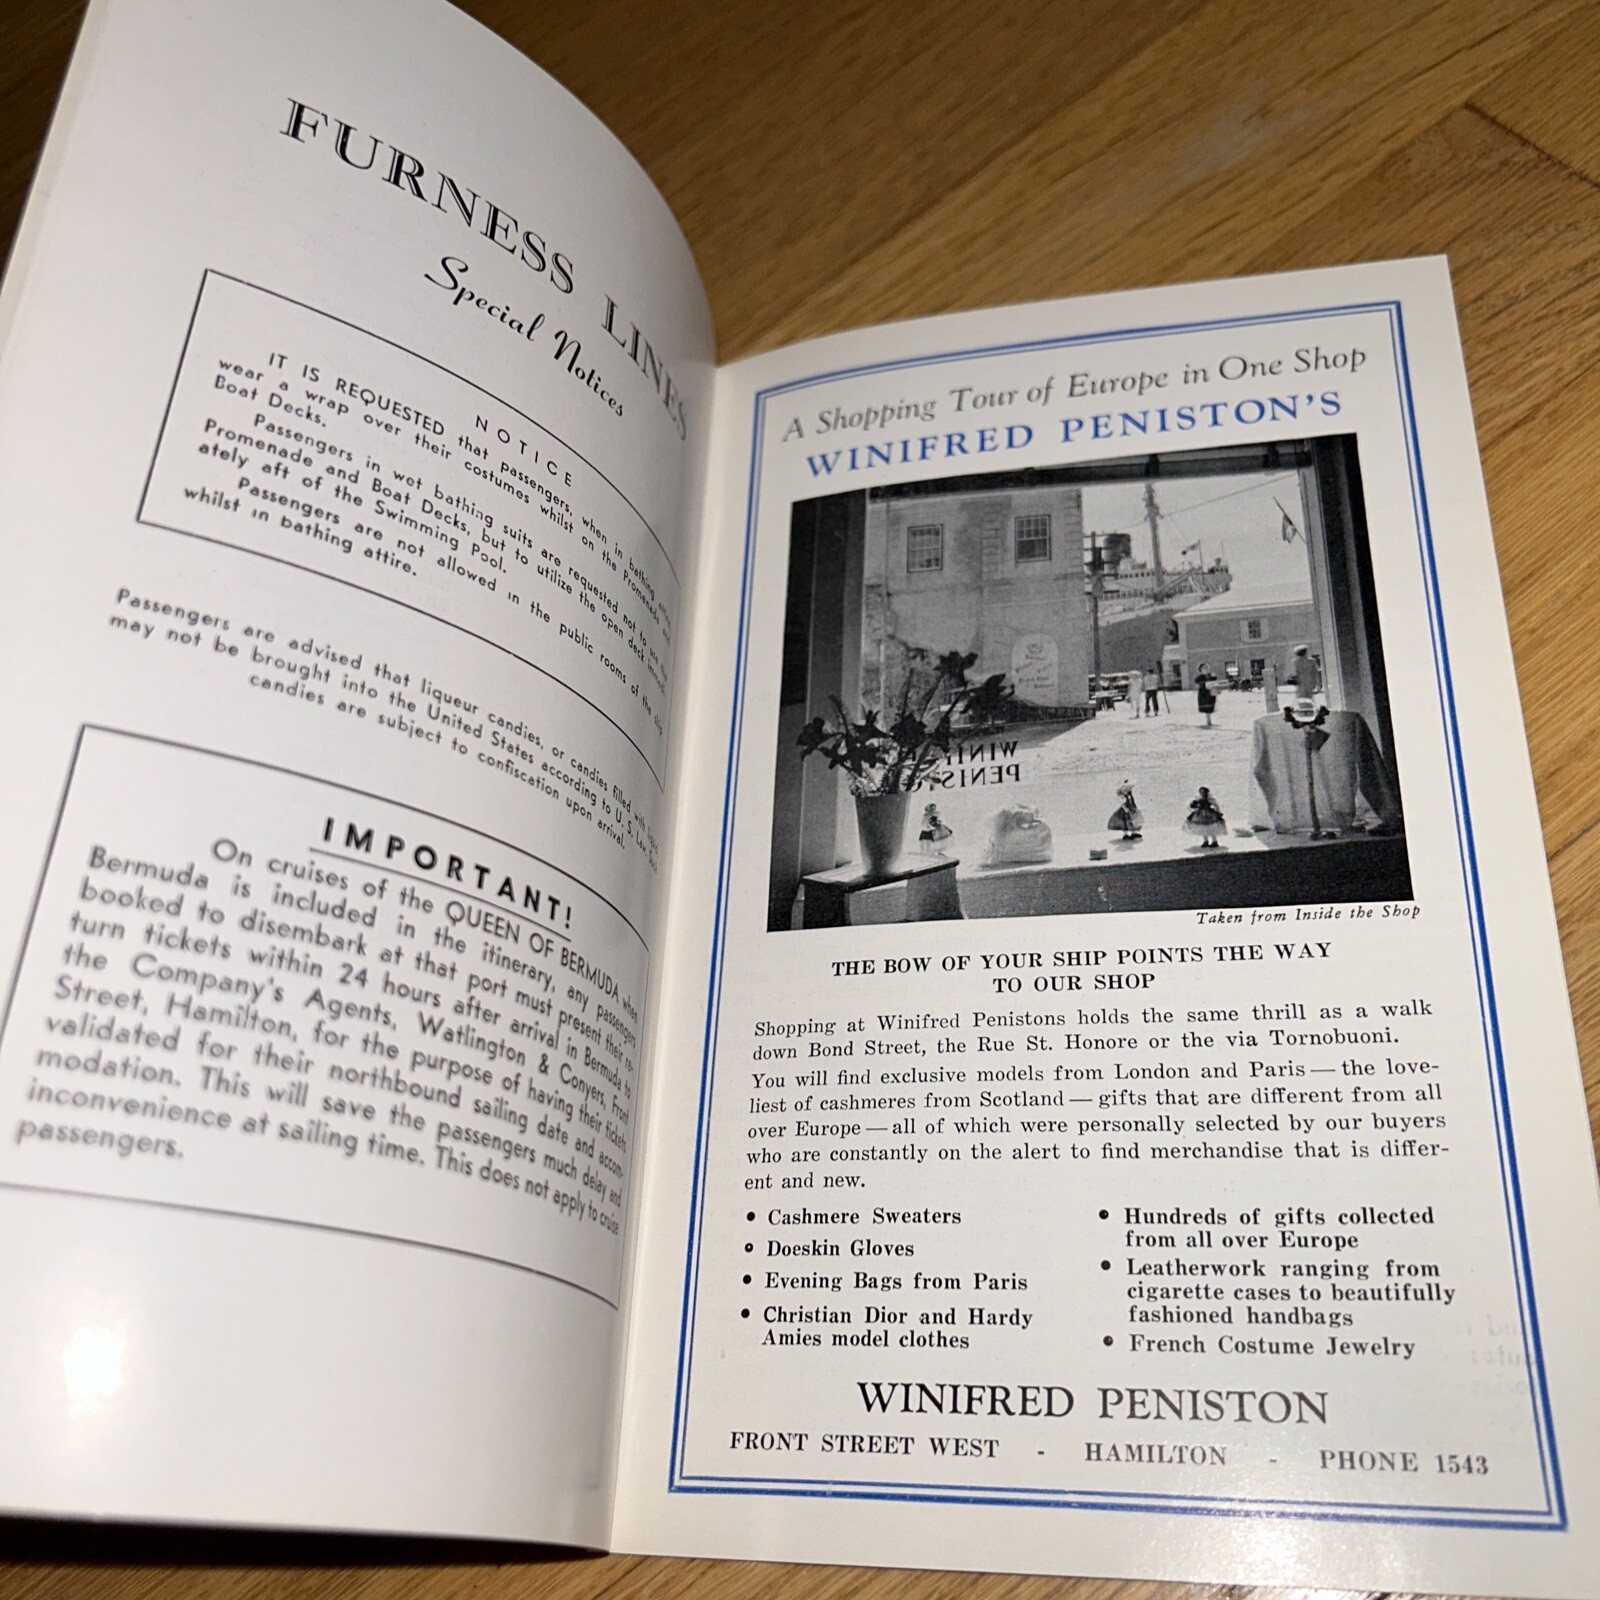 FURNESS LINES
Special Notices
NOTICE
IT IS REQUESTED that passengers, when in bathing attire
wear a wrap over their costumes whilst on the Promenade and
Boat Decks.
Passengers in wet bathing suits are requested not to use the
Promenade and Boat Decks, but to utilize the open deck immedi-
ately aft of the Swimming Pool.
Passengers are not allowed in the public rooms of the ship
whilst in bathing attire.
Passengers are advised that liqueur candies, or candies filled with liquor
may not be brought into the United States according to U. S. Law. Such
candies are subject to confiscation upon arrival.
IMPORTANT!
On cruises of the QUEEN OF BERMUDA when
Bermuda is included in the itinerary, any passengers
booked to disembark at that port must present their re-
turn tickets within 24 hours after arrival in Bermuda to
the Company's Agents, Watlington & Conyers, Front
Street, Hamilton, for the purpose of having their tickets
validated for their northbound sailing date and accom-
modation. This will save the passengers much delay and
inconvenience at sailing time. This does not apply to cruise
passengers.
A Shopping Tour of Europe in One Shop
WINIFRED PENISTON'S
WINIF
PENISTO
Taken from Inside the Shop
THE BOW OF YOUR SHIP POINTS THE WAY
TO OUR SHOP
Shopping at Winifred Penistons holds the same thrill as a walk
down Bond Street, the Rue St. Honore or the via Tornobuoni.
You will find exclusive models from London and Paris — the love-
liest of cashmeres from Scotland — gifts that are different from all
over Europe — all of which were personally selected by our buyers
who are constantly on the alert to find merchandise that is differ-
ent and new.
• Cashmere Sweaters
• Doeskin Gloves
• Evening Bags from Paris
• Christian Dior and Hardy
Amies model clothes
• Hundreds of gifts collected
from all over Europe
• Leatherwork ranging from
cigarette cases to beautifully
fashioned handbags
• French Costume Jewelry
WINIFRED PENISTON
FRONT STREET WEST - HAMILTON - PHONE 1543